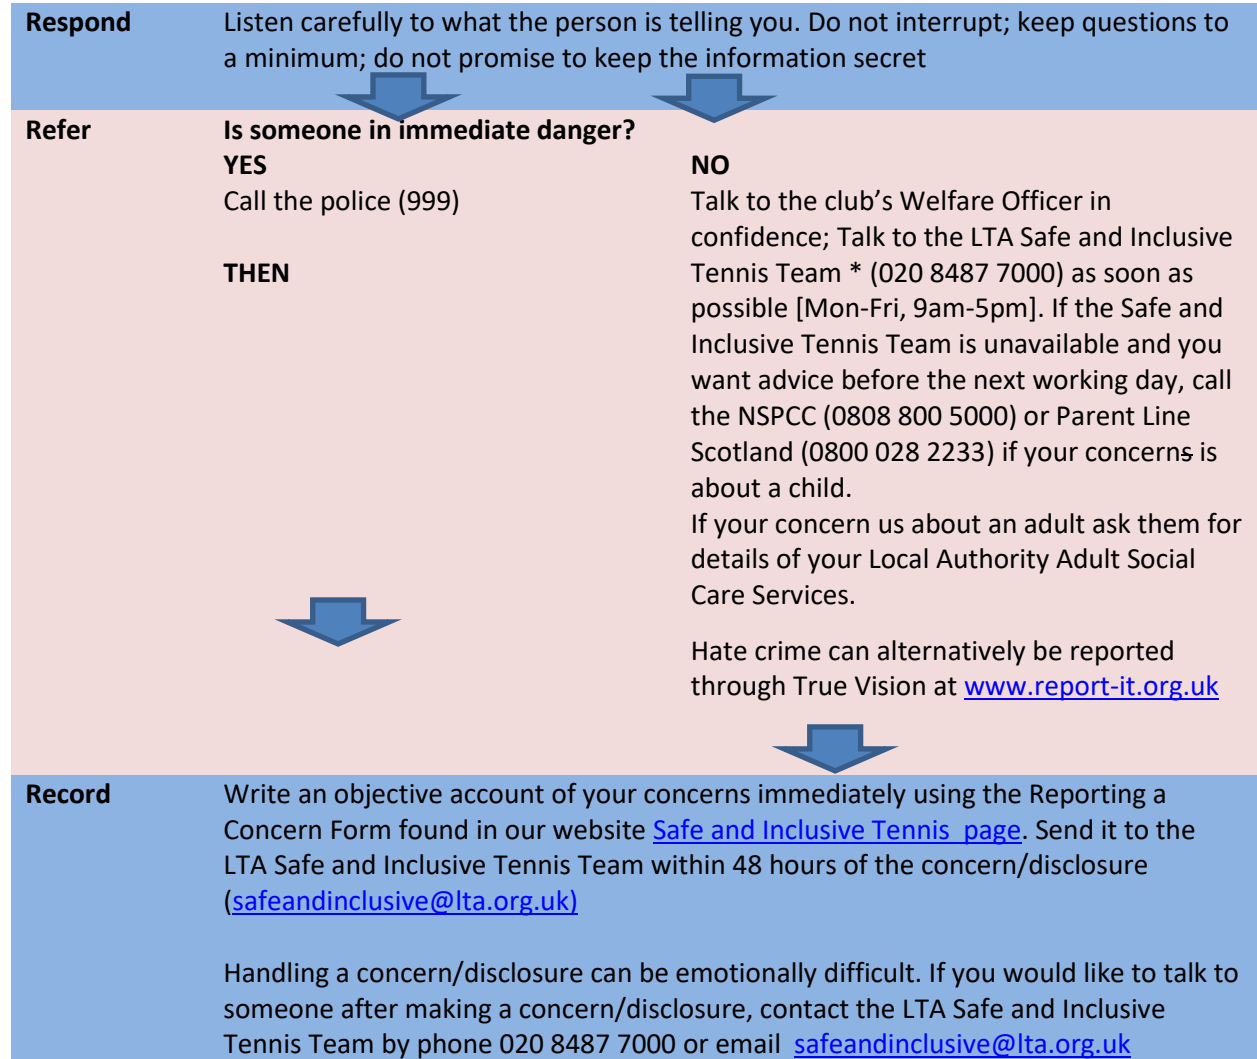 Respond Listen carefully to what the person is telling you. Do not interrupt; keep questions to
a minimum; do not promise to keep the information secret
Refer Is someone in immediate danger?
YES
Call the police (999)
THEN
NO
Talk to the club’s Welfare Officer in
confidence; Talk to the LTA Safe and Inclusive
Tennis Team * (020 8487 7000) as soon as
possible [Mon-Fri, 9am-5pm]. If the Safe and
Inclusive Tennis Team is unavailable and you
want advice before the next working day, call
the NSPCC (0808 800 5000) or Parent Line
Scotland (0800 028 2233) if your concerns is
about a child.
If your concern us about an adult ask them for
details of your Local Authority Adult Social
Care Services.
Hate crime can alternatively be reported
through True Vision at www.report-it.org.uk
Record Write an objective account of your concerns immediately using the Reporting a
Concern Form found in our website Safe and Inclusive Tennis page. Send it to the
LTA Safe and Inclusive Tennis Team within 48 hours of the concern/disclosure
(safeandinclusive@lta.org.uk)
Handling a concern/disclosure can be emotionally difficult. If you would like to talk to
someone after making a concern/disclosure, contact the LTA Safe and Inclusive
Tennis Team by phone 020 8487 7000 or email safeandinclusive@lta.org.uk